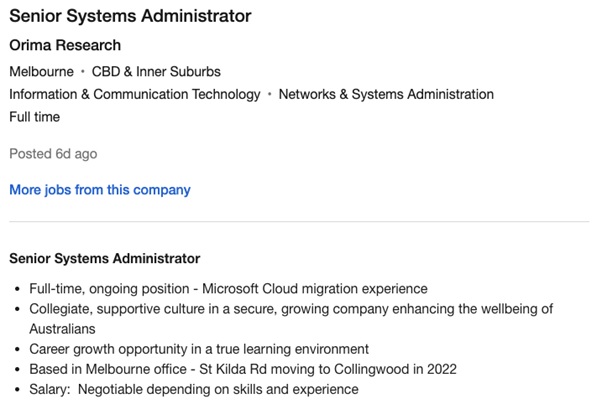 Senior Systems Administrator
Orima Research
Melbourne • CBD & Inner Suburbs
Information & Communication Technology • Networks & Systems Administration
Full time
Posted 6d ago
More jobs from this company
Senior Systems Administrator
• Full-time, ongoing position - Microsoft Cloud migration experience
• Collegiate, supportive culture in a secure, growing company enhancing the wellbeing of
Australians
• Career growth opportunity in a true learning environment
• Based in Melbourne office - St Kilda Rd moving to Collingwood in 2022
• Salary:  Negotiable depending on skills and experience